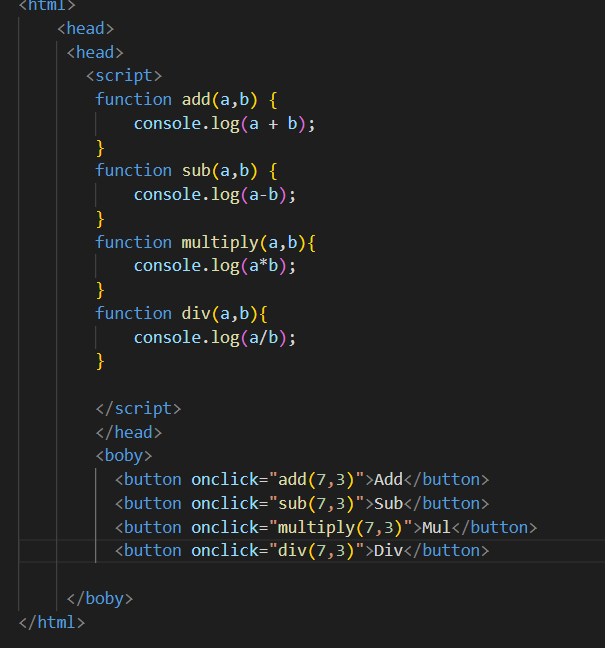 <html>
<head>
<head>
<script>
function add(a,b) {
console.log(a + b);
}
function sub(a,b) {
console.log(a-b);
}
function multiply(a,b){
console.log(a*b);
}
function div(a,b){
console.log(a/b);
}
</script>
</head>
<boby>
<button onclick="add(7,3)">Add</button>
<button onclick="sub(7,3)">Sub</button>
<button onclick="multiply(7,3)">Mul</button>
<button onclick="div(7,3)">Div</button>
</boby>
</html>